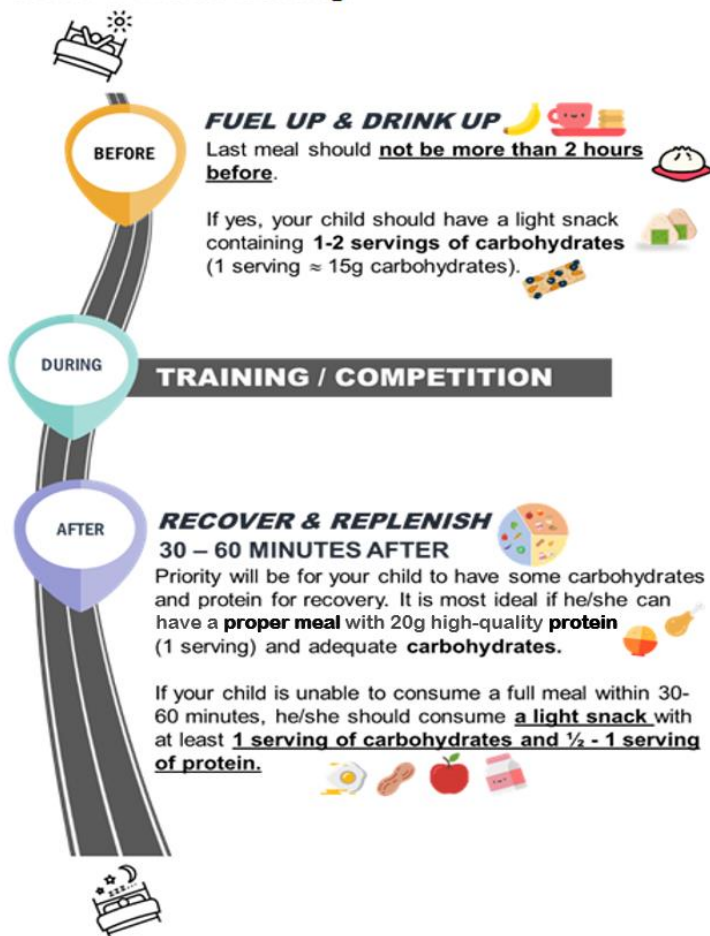 FUEL UP & DRINK UP
BEFORE
Last meal should not be more than 2 hours
before.
If yes, your child should have a light snack
containing 1-2 servings of carbohydrates
(1 serving ≈ 15g carbohydrates).
DURING
TRAINING / COMPETITION
AFTER
RECOVER & REPLENISH
30 – 60 MINUTES AFTER
Priority will be for your child to have some carbohydrates
and protein for recovery. It is most ideal if he/she can
have a proper meal with 20g high-quality protein
(1 serving) and adequate carbohydrates.
If your child is unable to consume a full meal within 30-
60 minutes, he/she should consume a light snack with
at least 1 serving of carbohydrates and ½ - 1 serving
of protein.
zzz...